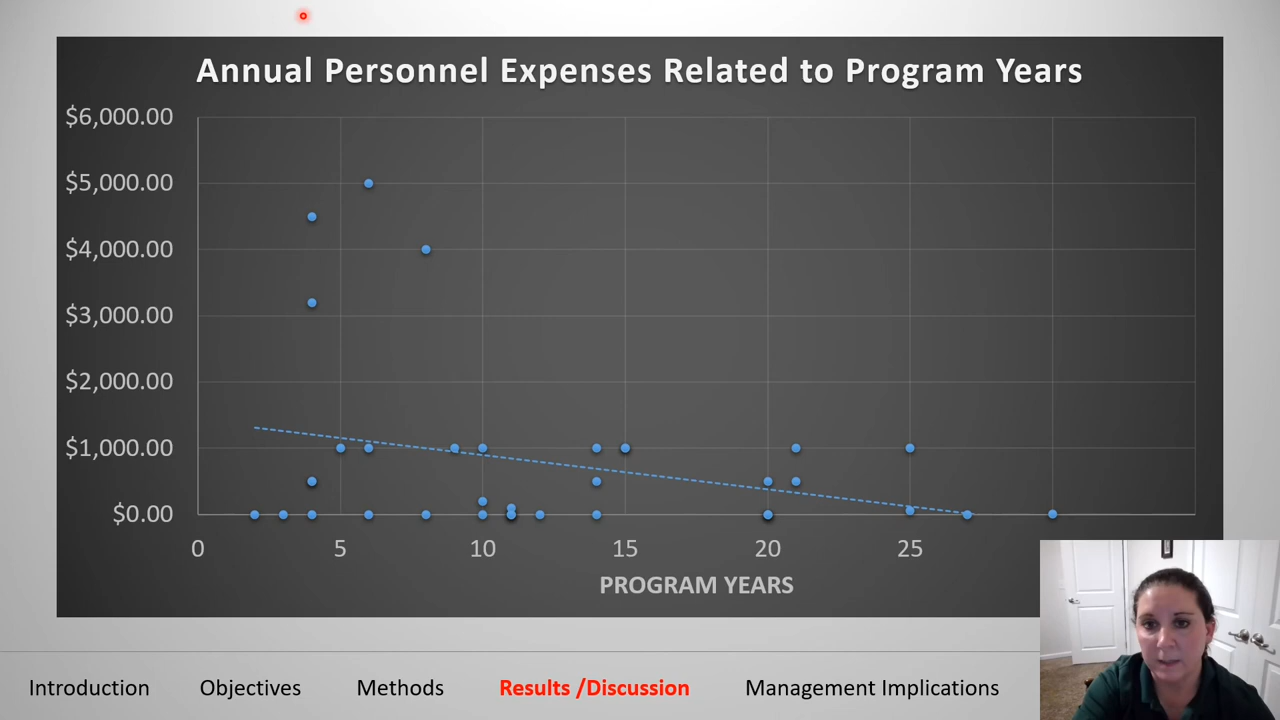 Annual Personnel Expenses Related to Program Years
$6,000.00
$5,000.00
$4,000.00
$3,000.00
$2,000.00
$1,000.00
$0.00
0 5 10 15 20 25
PROGRAM YEARS
Introduction Objectives Methods Results /Discussion Management Implications